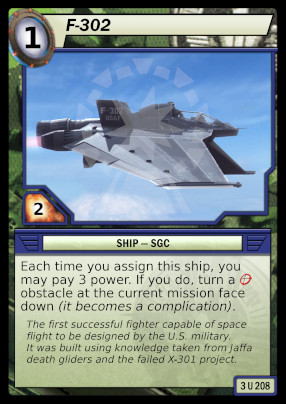 1
F-302
F-302
USAF
2
SHIP – SGC
Each time you assign this ship, you
may pay 3 power. If you do, turn a
obstacle at the current mission face
down (it becomes a complication).
The first successful fighter capable of space
flight to be designed by the U.S. military.
It was built using knowledge taken from Jaffa
death gliders and the failed X-301 project.
3 U 208